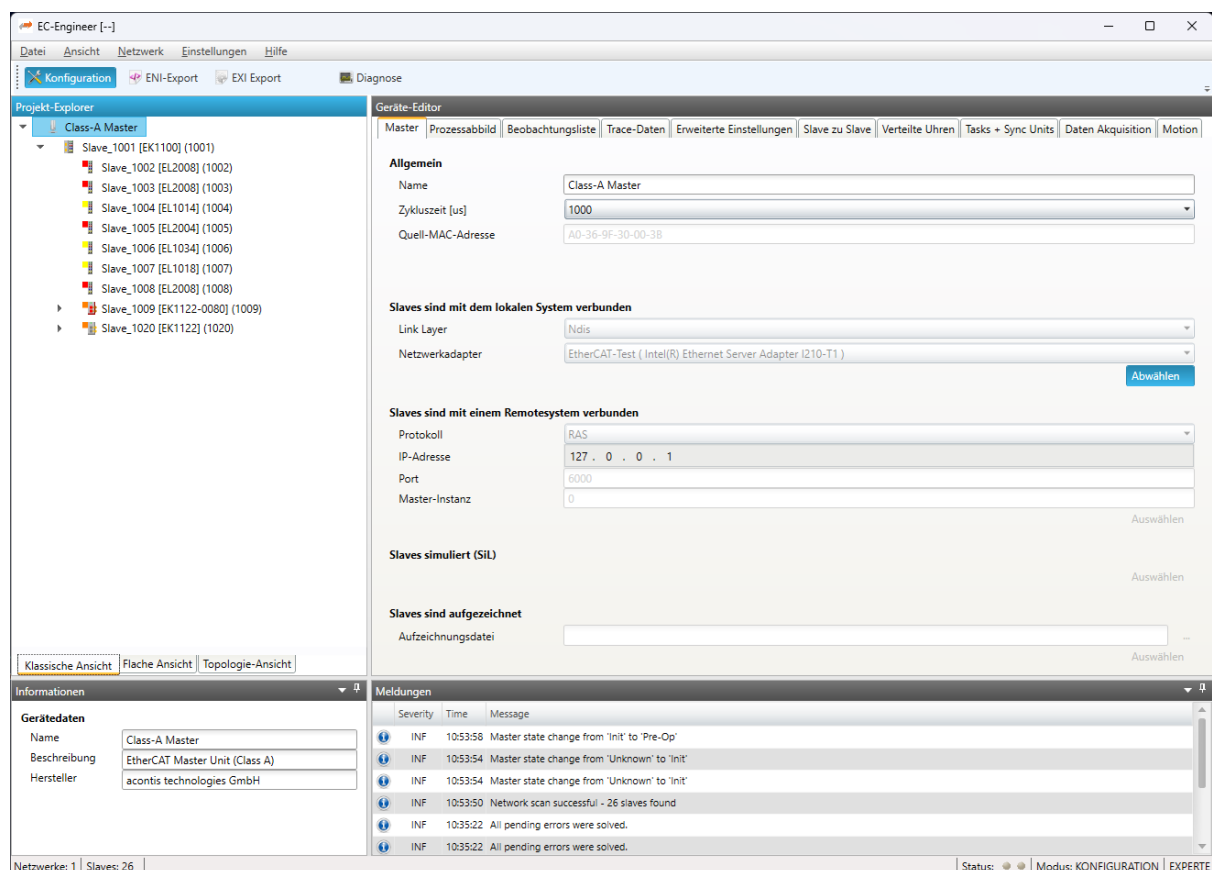 EC-Engineer [--]
Datei Ansicht Netzwerk Einstellungen Hilfe
Konfiguration ENI-Export EXI Export Diagnose
Projekt-Explorer
Class-A Master
Slave_1001 [EK1100] (1001)
Slave_1002 [EL2008] (1002)
Slave_1003 [EL2008] (1003)
Slave_1004 [EL1014] (1004)
Slave_1005 [EL2004] (1005)
Slave_1006 [EL1034] (1006)
Slave_1007 [EL1018] (1007)
Slave_1008 [EL2008] (1008)
Slave_1009 [EK1122-0080] (1009)
Slave_1020 [EK1122] (1020)
Klassische Ansicht Flache Ansicht Topologie-Ansicht
Geräte-Editor
Master Prozessabbild Beobachtungsliste Trace-Daten Erweiterte Einstellungen Slave zu Slave Verteilte Uhren Tasks + Sync Units Daten Akquisition Motion
Allgemein
Name Class-A Master
Zykluszeit [us] 1000
Quell-MAC-Adresse A0-36-9F-30-00-3B
Slaves sind mit dem lokalen System verbunden
Link Layer Ndis
Netzwerkadapter EtherCAT-Test ( Intel(R) Ethernet Server Adapter I210-T1 )
Abwählen
Slaves sind mit einem Remotesystem verbunden
Protokoll RAS
IP-Adresse 127 . 0 . 0 . 1
Port 6000
Master-Instanz 0
Auswählen
Slaves simuliert (SiL)
Auswählen
Slaves sind aufgezeichnet
Aufzeichnungsdatei ...
Auswählen
Informationen
Gerätedaten
Name Class-A Master
Beschreibung EtherCAT Master Unit (Class A)
Hersteller acontis technologies GmbH
Meldungen
Severity Time Message
INF 10:53:58 Master state change from 'Init' to 'Pre-Op'
INF 10:53:54 Master state change from 'Unknown' to 'Init'
INF 10:53:54 Master state change from 'Unknown' to 'Init'
INF 10:53:50 Network scan successful - 26 slaves found
INF 10:35:22 All pending errors were solved.
INF 10:35:22 All pending errors were solved.
Netzwerke: 1 Slaves: 26 Status: Modus: KONFIGURATION EXPERTE